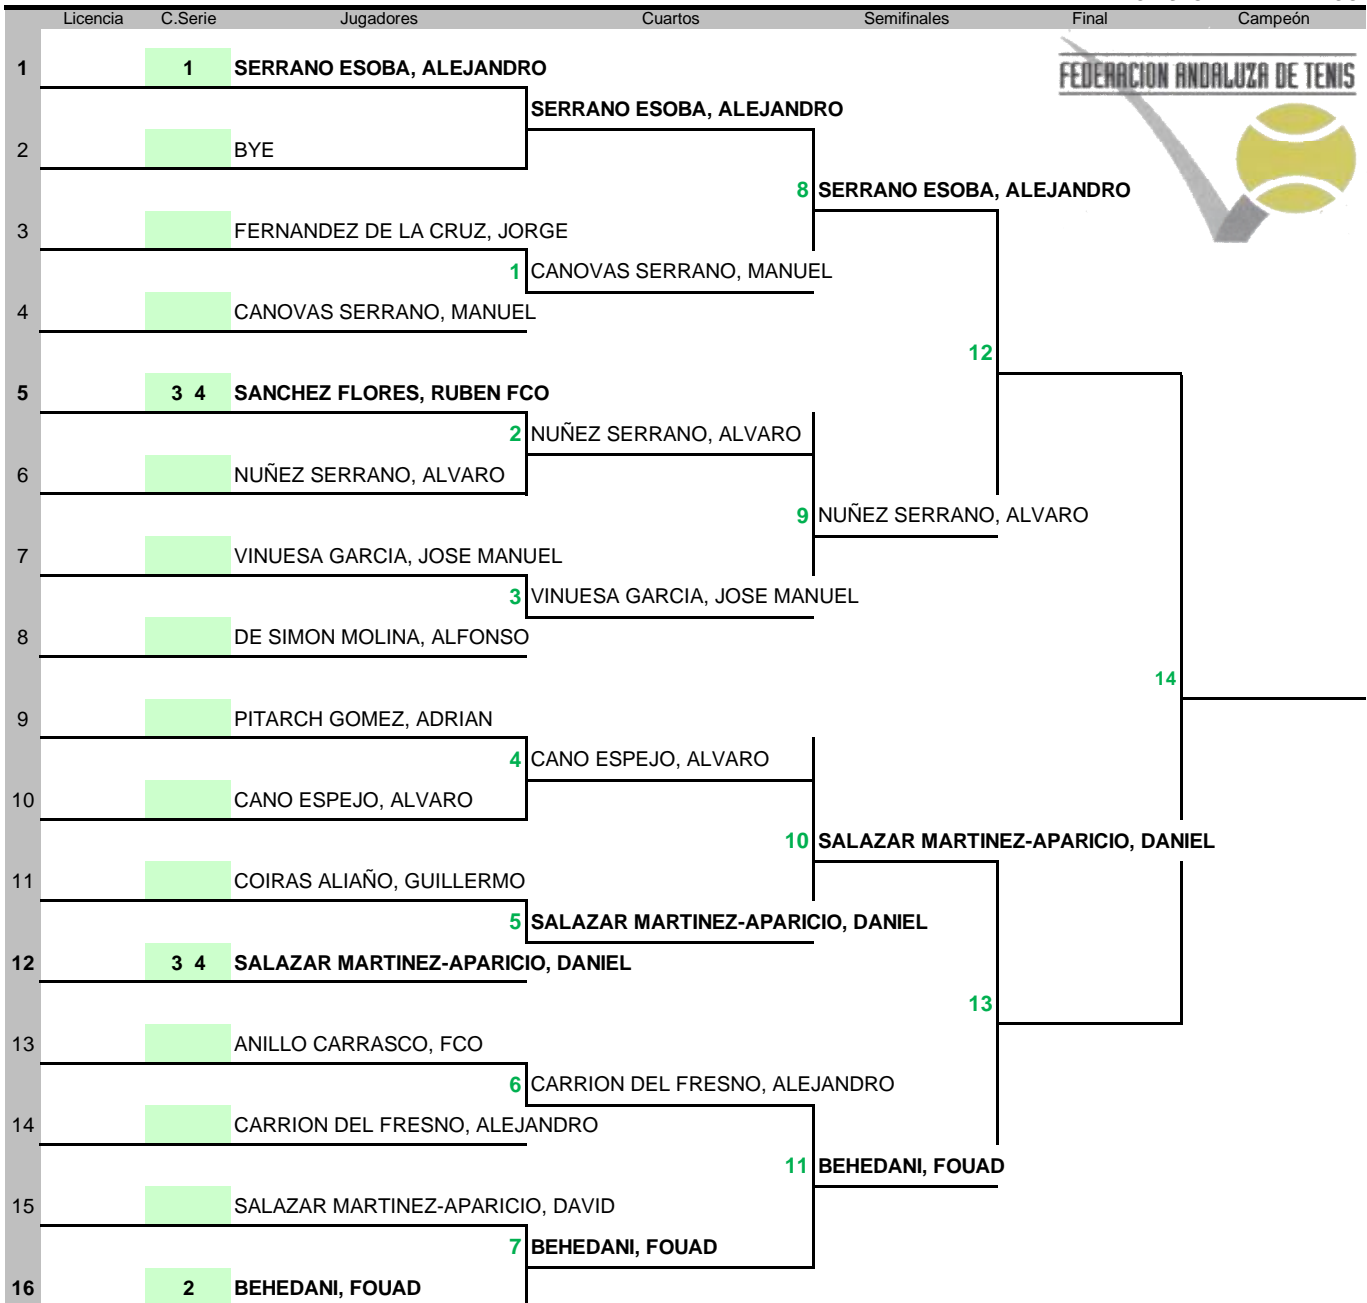 Licencia C.Serie Jugadores Cuartos Semifinales Final Campeón
FEDERACION ANDALUZA DE TENIS
1 1 SERRANO ESOBA, ALEJANDRO
SERRANO ESOBA, ALEJANDRO
2 BYE
8 SERRANO ESOBA, ALEJANDRO
3 FERNANDEZ DE LA CRUZ, JORGE
1 CANOVAS SERRANO, MANUEL
4 CANOVAS SERRANO, MANUEL
12
5 3 4 SANCHEZ FLORES, RUBEN FCO
2 NUÑEZ SERRANO, ALVARO
6 NUÑEZ SERRANO, ALVARO
9 NUÑEZ SERRANO, ALVARO
7 VINUESA GARCIA, JOSE MANUEL
3 VINUESA GARCIA, JOSE MANUEL
8 DE SIMON MOLINA, ALFONSO
14
9 PITARCH GOMEZ, ADRIAN
4 CANO ESPEJO, ALVARO
10 CANO ESPEJO, ALVARO
10 SALAZAR MARTINEZ-APARICIO, DANIEL
11 COIRAS ALIAÑO, GUILLERMO
5 SALAZAR MARTINEZ-APARICIO, DANIEL
12 3 4 SALAZAR MARTINEZ-APARICIO, DANIEL
13
13 ANILLO CARRASCO, FCO
6 CARRION DEL FRESNO, ALEJANDRO
14 CARRION DEL FRESNO, ALEJANDRO
11 BEHEDANI, FOUAD
15 SALAZAR MARTINEZ-APARICIO, DAVID
7 BEHEDANI, FOUAD
16 2 BEHEDANI, FOUAD